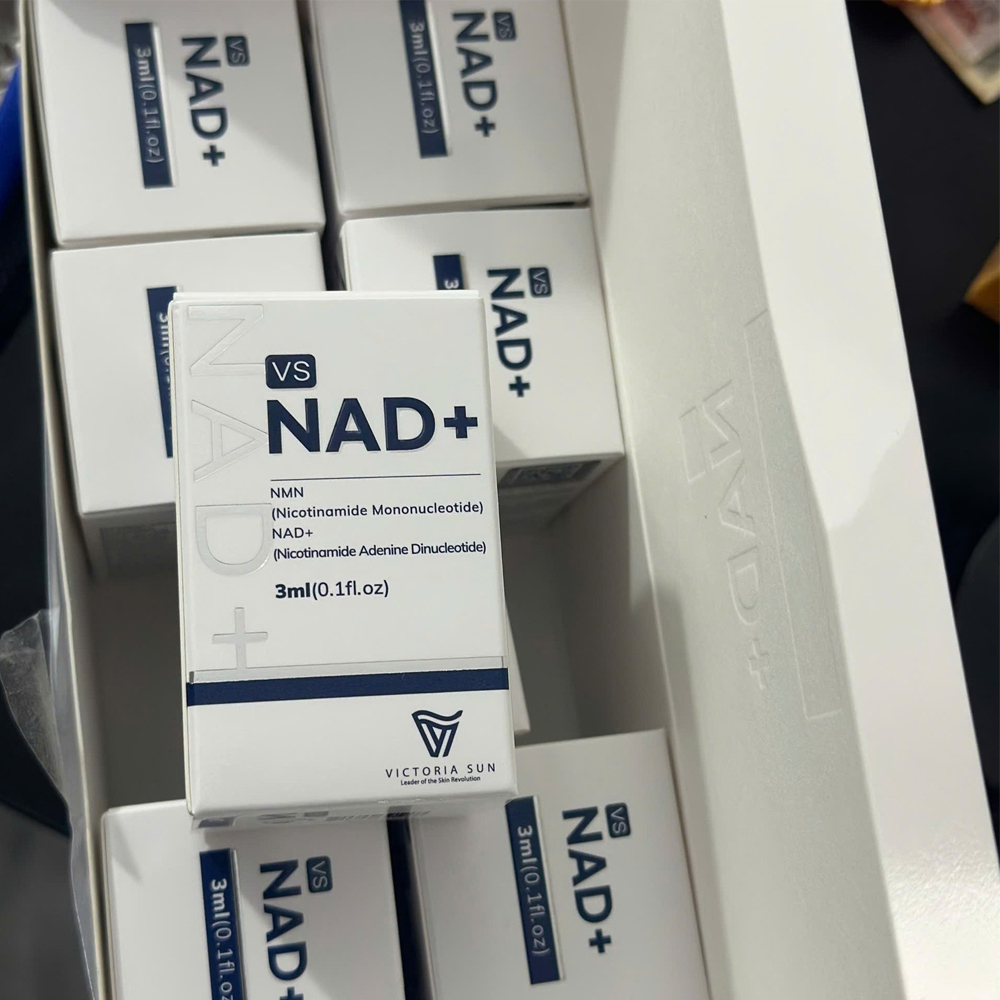 VS
NAD+
3ml(0.1fl.oz)
VS
NAD+
3ml(0.1fl.oz)
VS
NAD+
NAD+
VS
NAD+
NMN
(Nicotinamide Mononucleotide)
NAD+
(Nicotinamide Adenine Dinucleotide)
3ml(0.1fl.oz)
VICTORIA SUN
Leader of the Skin Revolution
NAD+
VS
NAD+
3ml(0.1fl.oz)
VS
NAD+
3ml(0.1fl.oz)